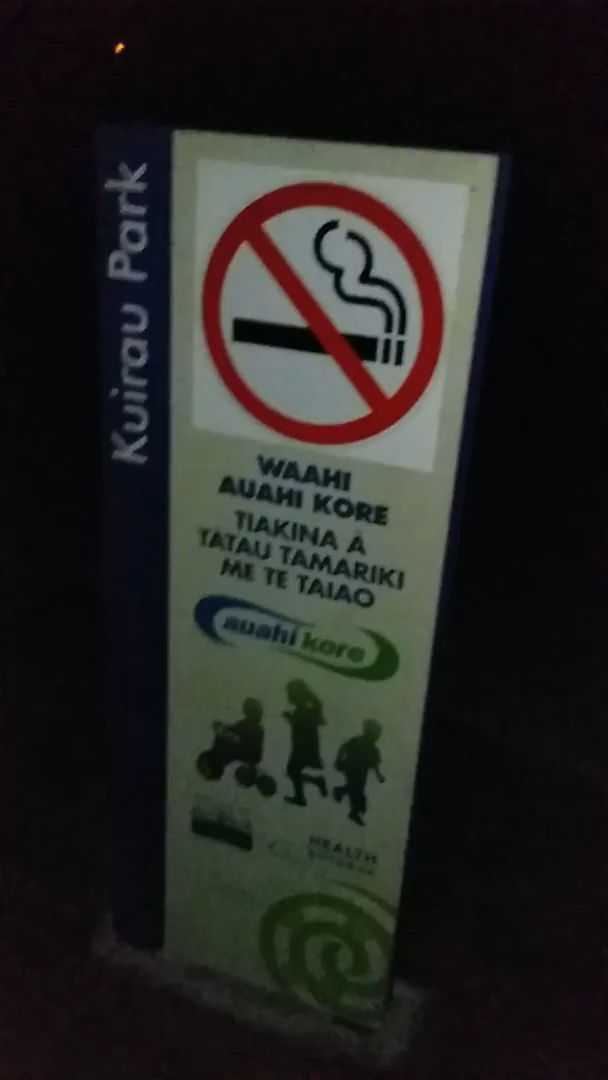 Kuirau Park
WAAHI
AUAHI KORE
TIAKINA A
TATAU TAMARIKI
ME TE TAIAO
auahi kore
HEALTH